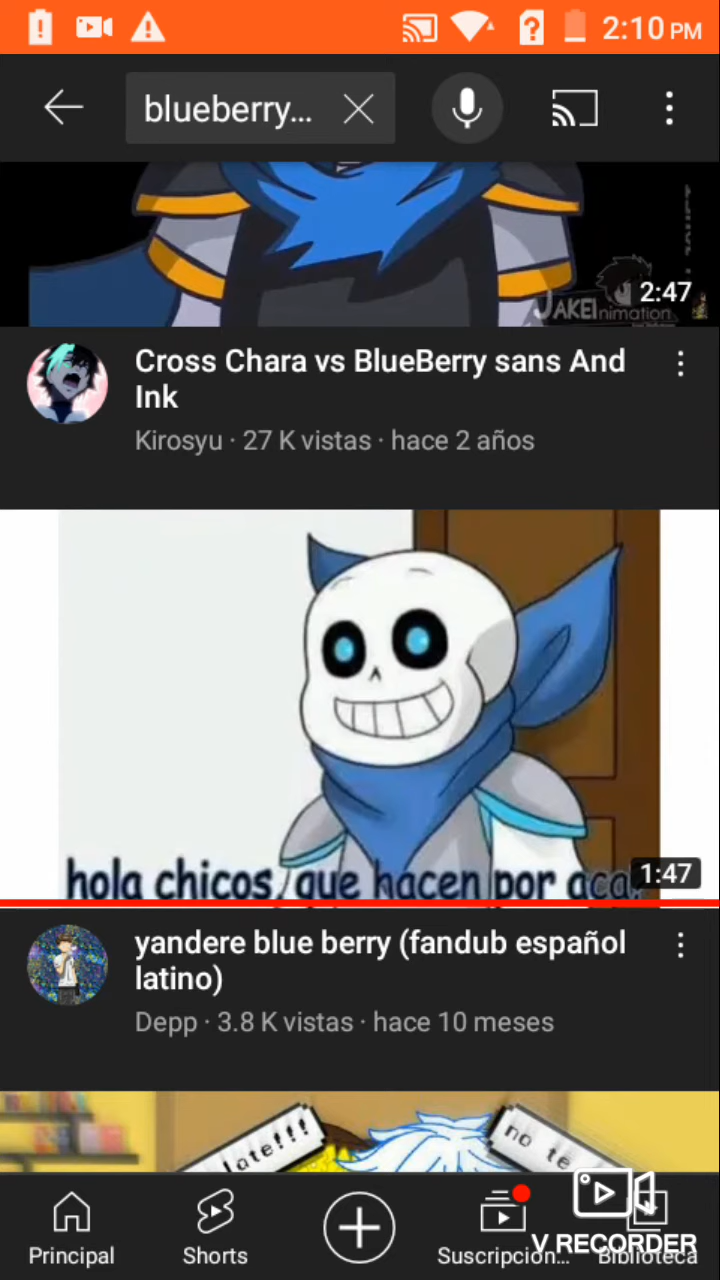 2:10 PM
blueberry...
JAKEInimation
2:47
Cross Chara vs BlueBerry sans And
Ink
Kirosyu · 27 K vistas · hace 2 años
hola chicos, que hacen por aca
1:47
yandere blue berry (fandub español
latino)
Depp · 3.8 K vistas · hace 10 meses
late!!!
no te
Principal
Shorts
Suscripcion...
Biblioteca
V RECORDER